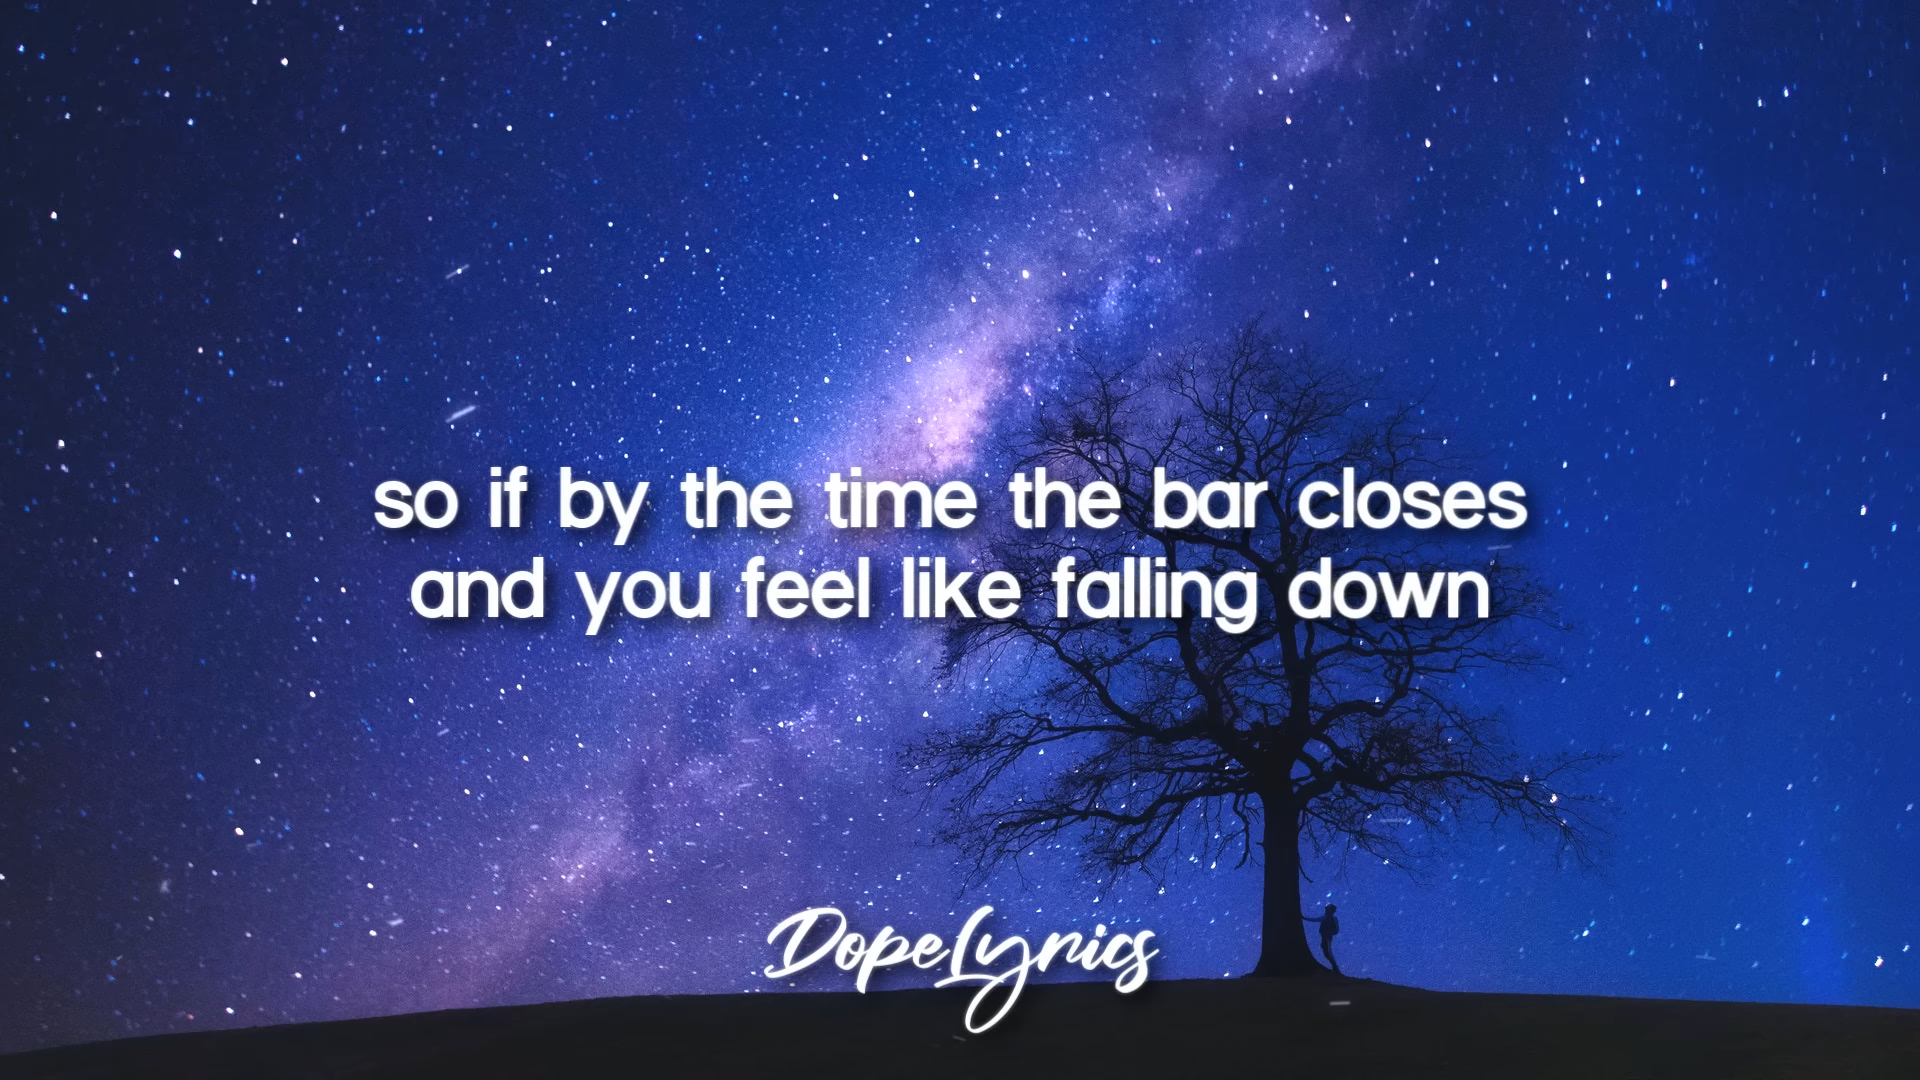 so if by the time the bar closes
and you feel like falling down
DopeLyrics